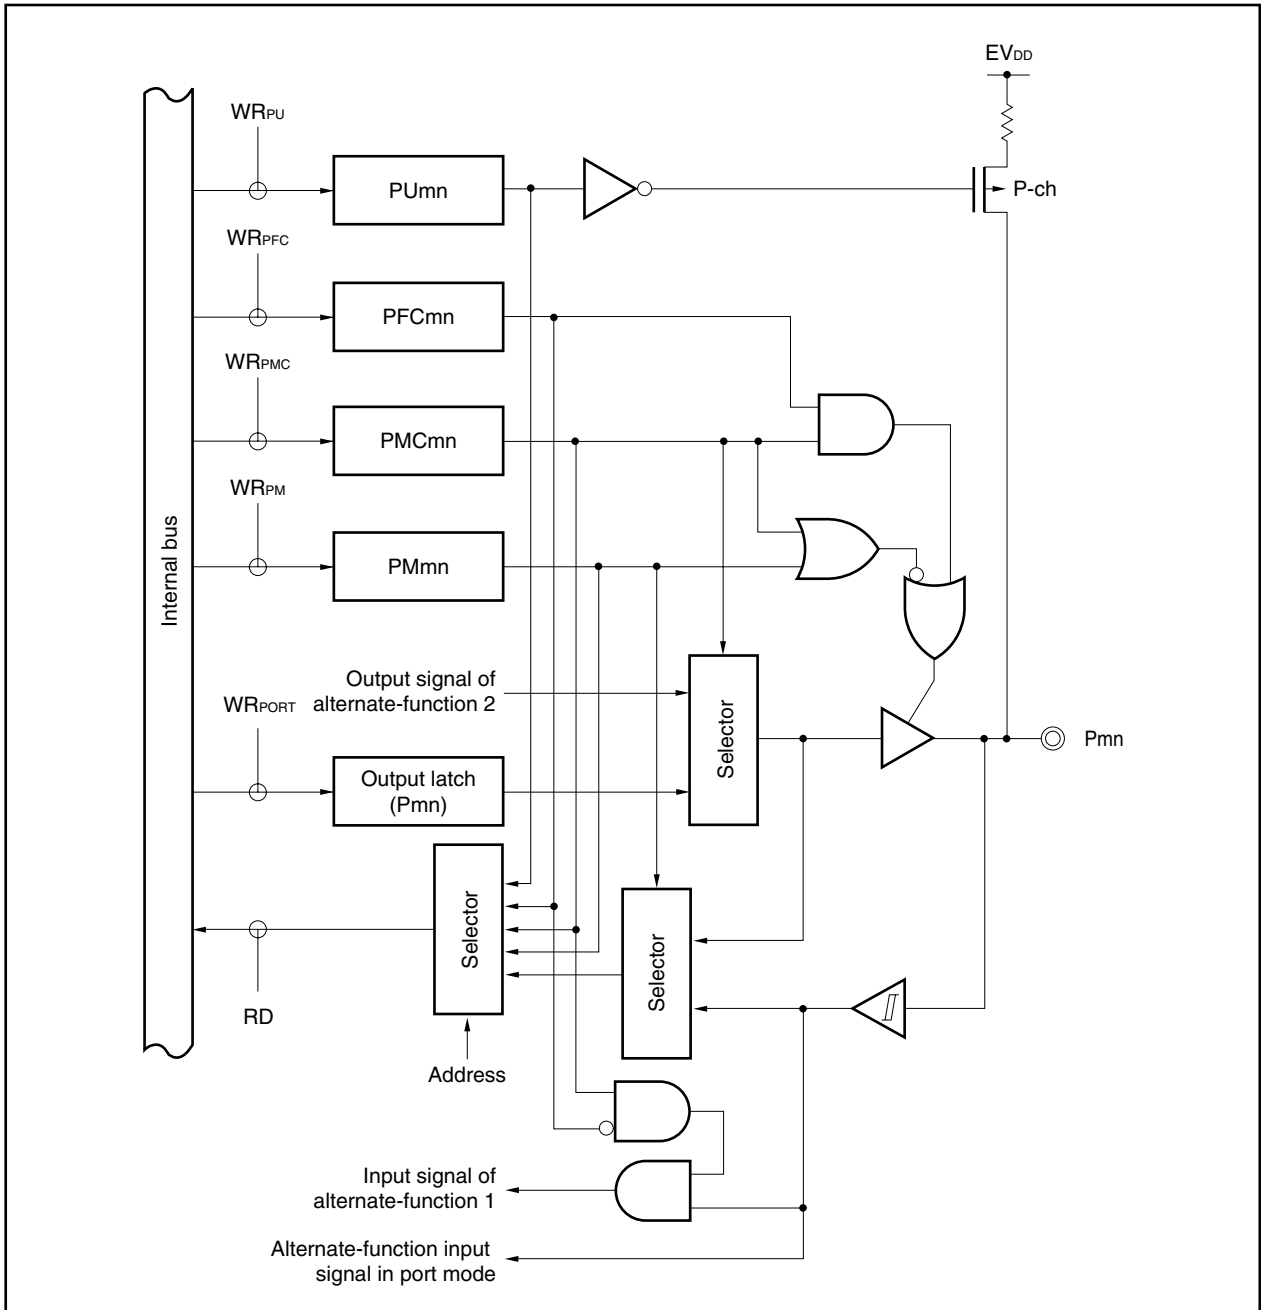 EVDD
WRPU
PUmn
P-ch
WRPFC
PFCmn
WRPMC
PMCmn
WRPM
PMmn
Internal bus
Output signal of
alternate-function 2
WRPORT
Selector
Pmn
Output latch
(Pmn)
Selector
Selector
RD
Address
Input signal of
alternate-function 1
Alternate-function input
signal in port mode